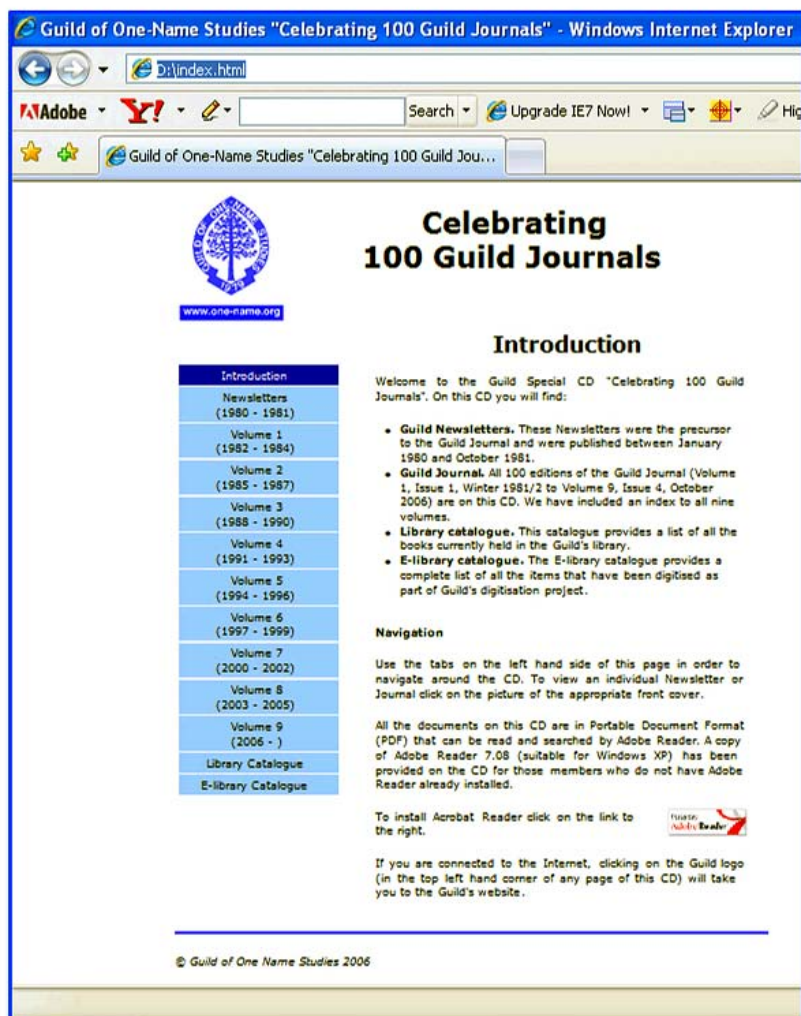 Guild of One-Name Studies "Celebrating 100 Guild Journals" - Windows Internet Explorer
D:\index.html
Adobe Y! Search Upgrade IE7 Now!
Guild of One-Name Studies "Celebrating 100 Guild Jou...
GUILD OF ONE-NAME STUDIES
1979
www.one-name.org
Celebrating
100 Guild Journals
Introduction
Introduction
Newsletters
(1980 - 1981)
Volume 1
(1982 - 1984)
Volume 2
(1985 - 1987)
Volume 3
(1988 - 1990)
Volume 4
(1991 - 1993)
Volume 5
(1994 - 1996)
Volume 6
(1997 - 1999)
Volume 7
(2000 - 2002)
Volume 8
(2003 - 2005)
Volume 9
(2006 - )
Library Catalogue
E-library Catalogue
Welcome to the Guild Special CD "Celebrating 100 Guild
Journals". On this CD you will find:
• Guild Newsletters. These Newsletters were the precursor
to the Guild Journal and were published between January
1980 and October 1981.
• Guild Journal. All 100 editions of the Guild Journal (Volume
1, Issue 1, Winter 1981/2 to Volume 9, Issue 4, October
2006) are on this CD. We have included an index to all nine
volumes.
• Library catalogue. This catalogue provides a list of all the
books currently held in the Guild's library.
• E-library catalogue. The E-library catalogue provides a
complete list of all the items that have been digitised as
part of Guild's digitisation project.
Navigation
Use the tabs on the left hand side of this page in order to
navigate around the CD. To view an individual Newsletter or
Journal click on the picture of the appropriate front cover.
All the documents on this CD are in Portable Document Format
(PDF) that can be read and searched by Adobe Reader. A copy
of Adobe Reader 7.08 (suitable for Windows XP) has been
provided on the CD for those members who do not have Adobe
Reader already installed.
To install Acrobat Reader click on the link to
the right.
Adobe Reader
If you are connected to the Internet, clicking on the Guild logo
(in the top left hand corner of any page of this CD) will take
you to the Guild's website.
© Guild of One Name Studies 2006